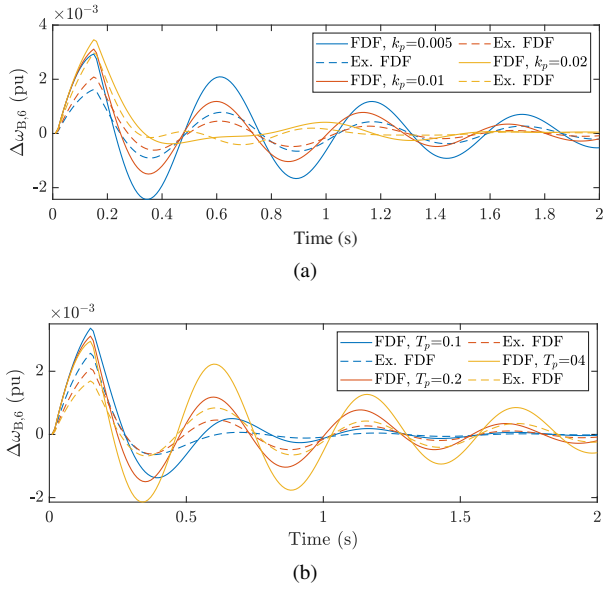 ×10⁻³
4
2
0
-2
Δω_B,6 (pu)
FDF, k_p=0.005
Ex. FDF
FDF, k_p=0.01
Ex. FDF
FDF, k_p=0.02
Ex. FDF
0 0.2 0.4 0.6 0.8 1 1.2 1.4 1.6 1.8 2
Time (s)
(a)
×10⁻³
2
0
-2
Δω_B,6 (pu)
FDF, T_p=0.1
Ex. FDF
FDF, T_p=0.2
Ex. FDF
FDF, T_p=04
Ex. FDF
0 0.5 1 1.5 2
Time (s)
(b)